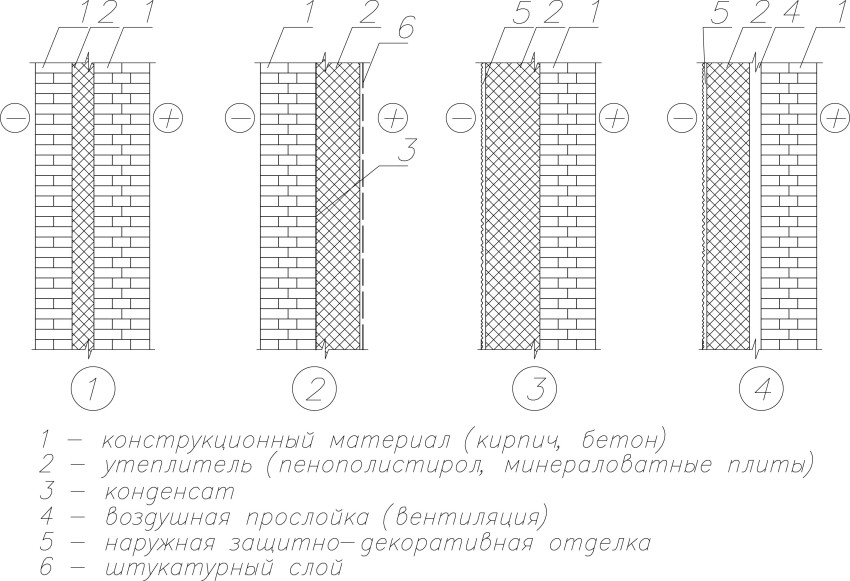 1 2 1 1 2 6 5 2 1 5 2 4 1
− + − + − + − +
3
1 2 3 4
1 – конструкционный материал (кирпич, бетон)
2 – утеплитель (пенополистирол, минераловатные плиты)
3 – конденсат
4 – воздушная прослойка (вентиляция)
5 – наружная защитно-декоративная отделка
6 – штукатурный слой